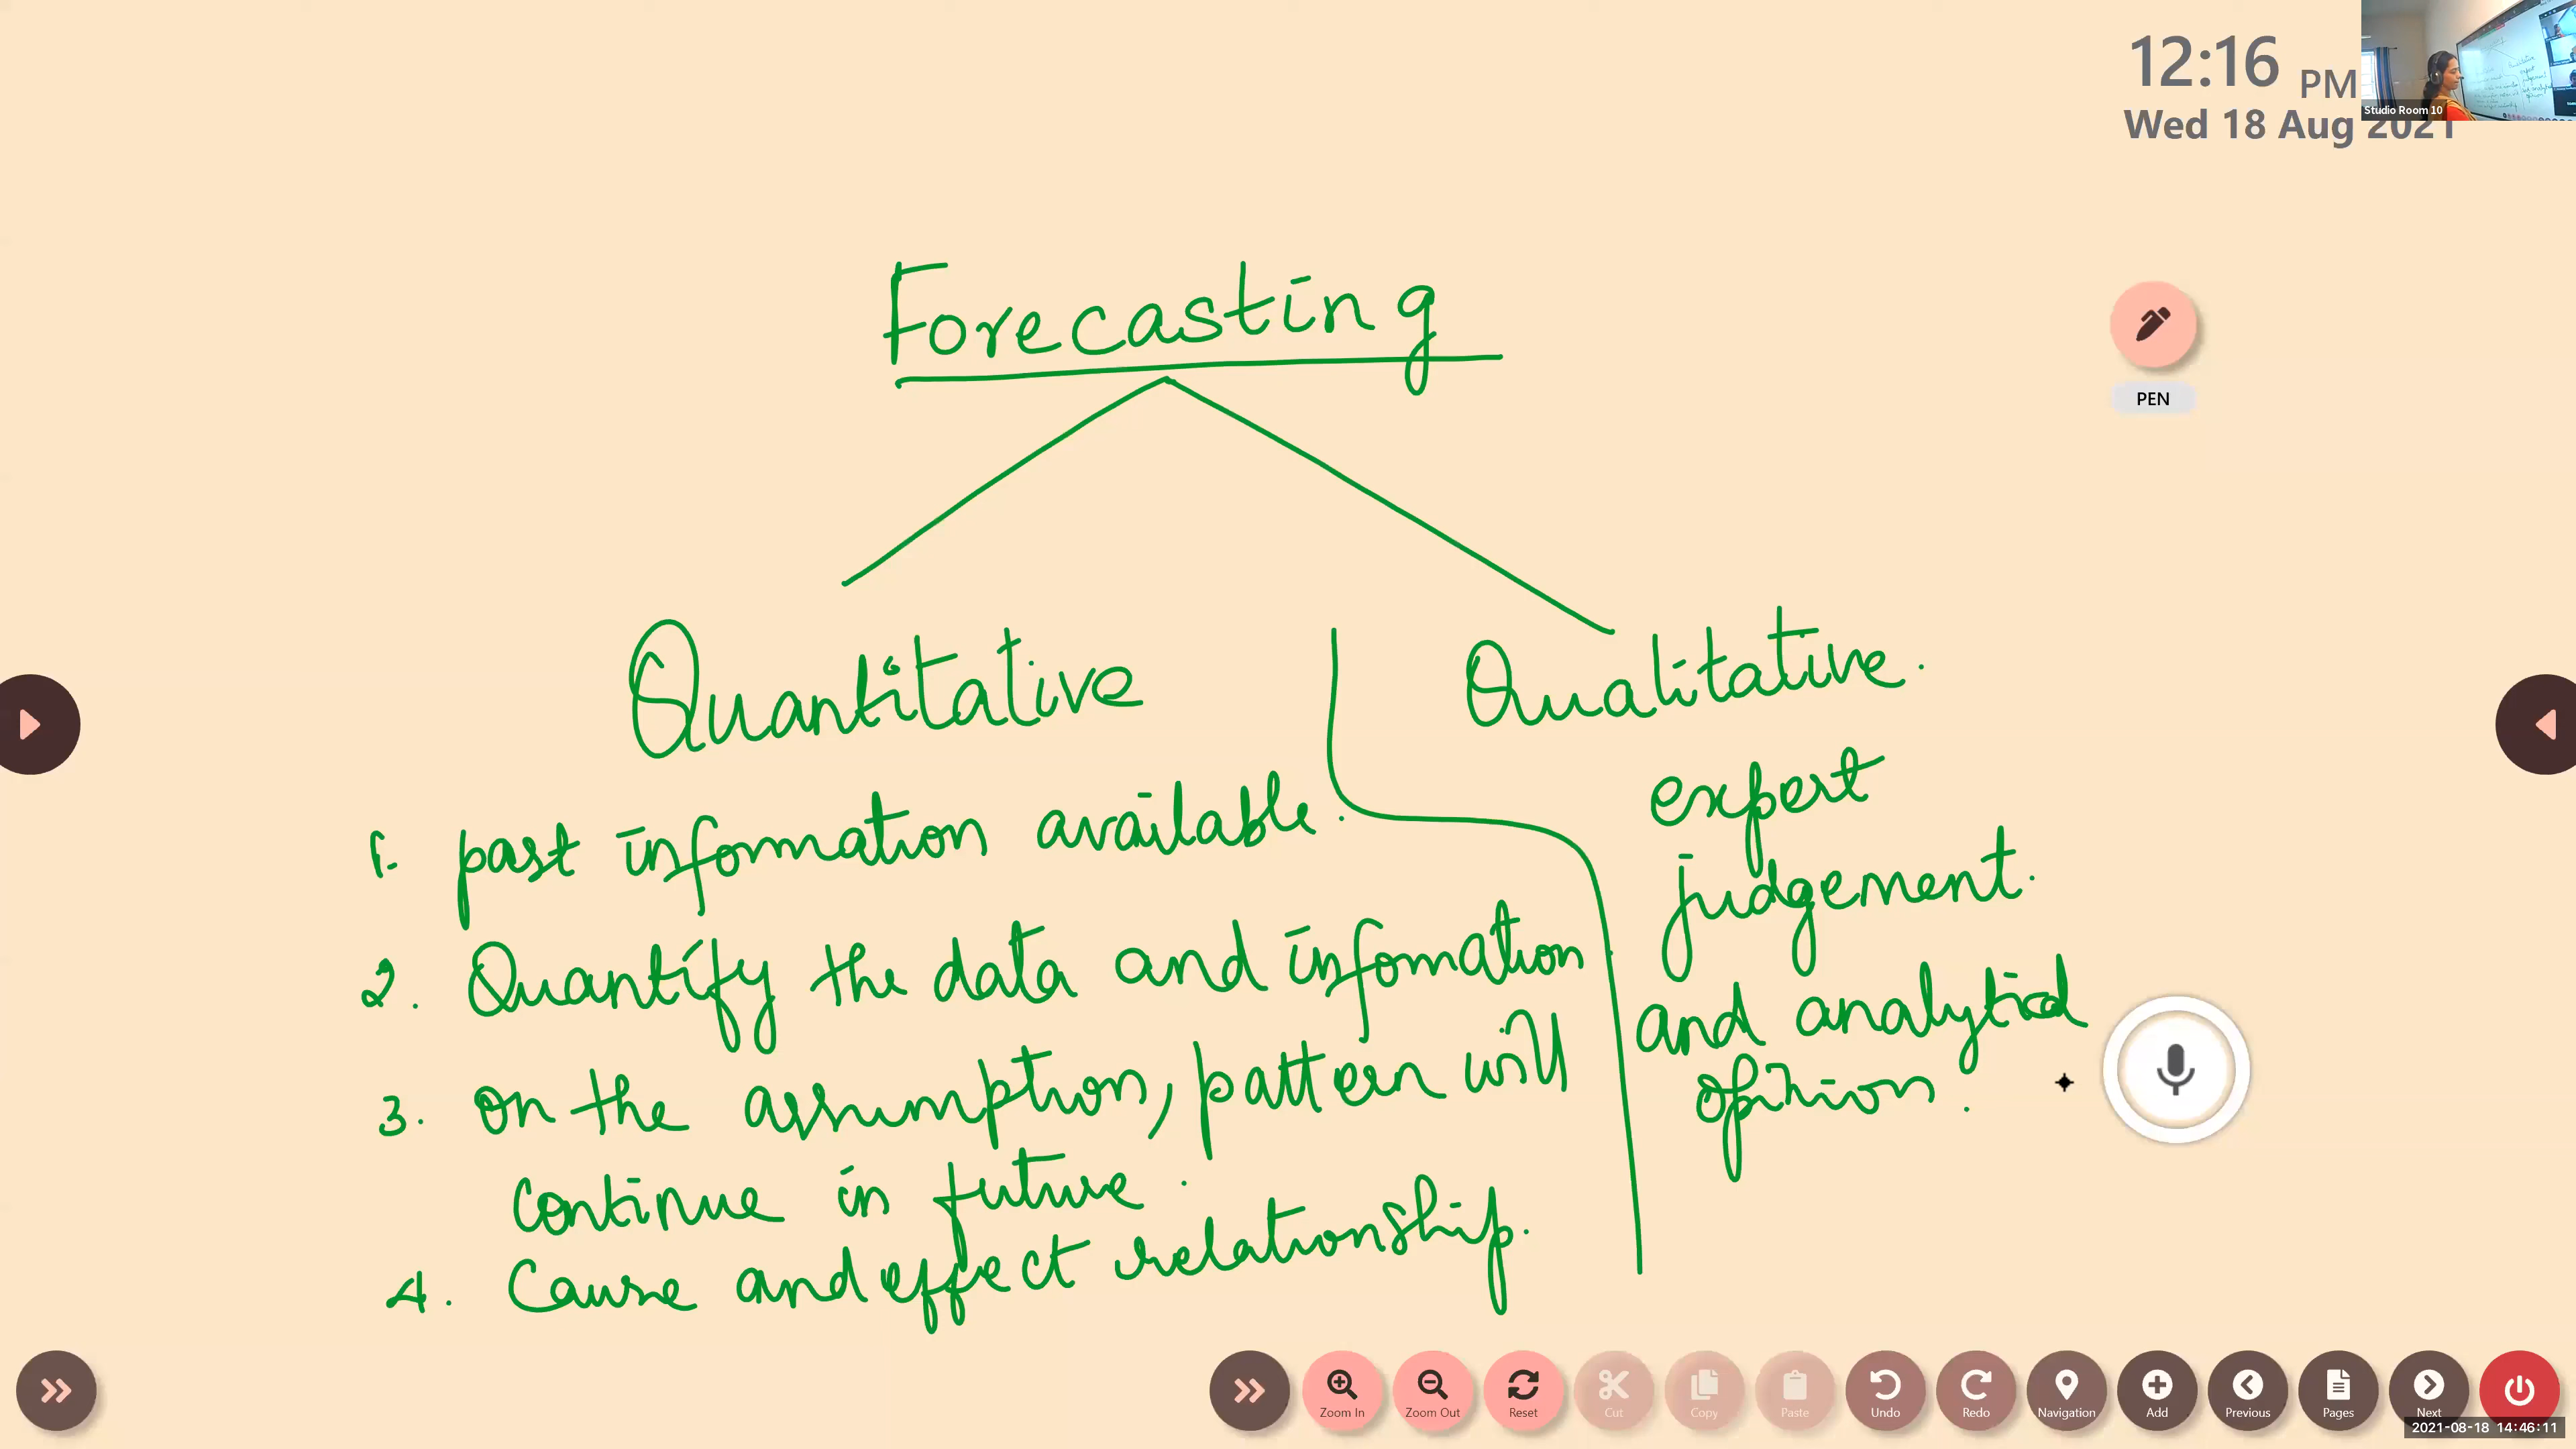 12:16 PM
Studio Room 10
Wed 18 Aug 2021
Forecasting
PEN
Quantitative
1. past information available.
2. Quantify the data and infomation
3. on the assumption, pattern will
continue in future.
4. Cause and effect relationship.
Qualitative.
expert
judgement.
and analytical
opinion.
Zoom In
Zoom Out
Reset
Cut
Copy
Paste
Undo
Redo
Navigation
Add
Previous
Pages
Next
2021-08-18 14:46:11